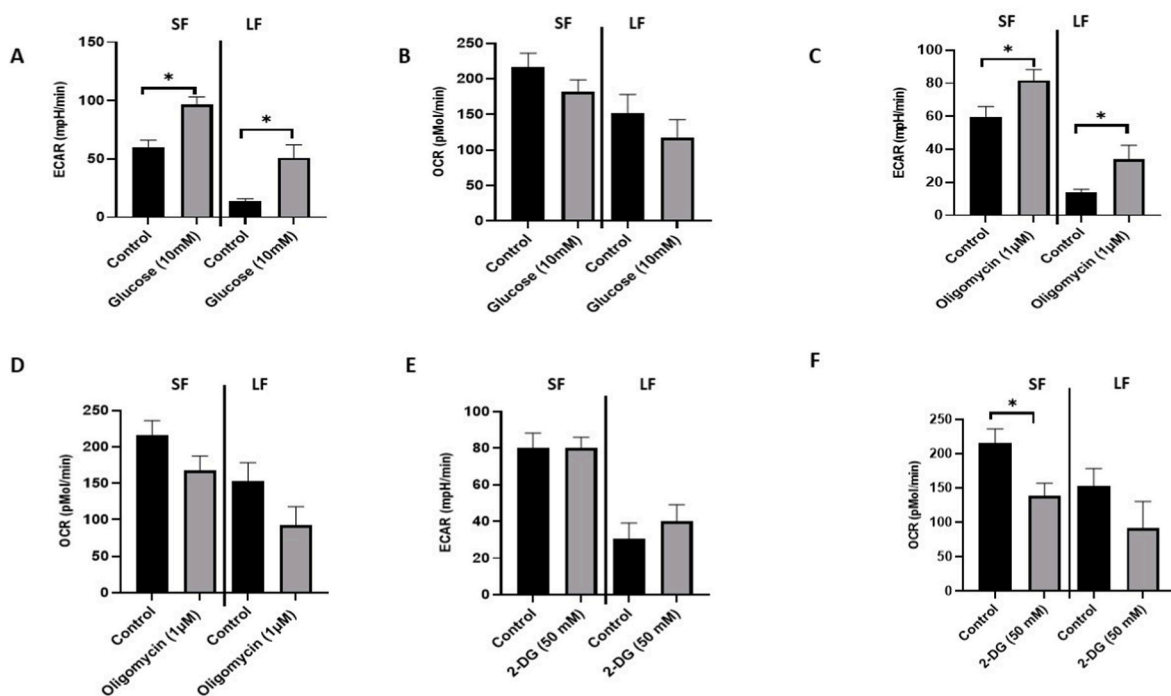 A
SF LF
ECAR (mpH/min)
150
100
50
0
*
*
Control
Glucose (10mM)
Control
Glucose (10mM)
B
SF LF
OCR (pMol/min)
250
200
150
100
50
0
Control
Glucose (10mM)
Control
Glucose (10mM)
C
SF LF
ECAR (mpH/min)
100
80
60
40
20
0
*
*
Control
Oligomycin (1µM)
Control
Oligomycin (1µM)
D
SF LF
OCR (pMol/min)
250
200
150
100
50
0
Control
Oligomycin (1µM)
Control
Oligomycin (1µM)
E
SF LF
ECAR (mpH/min)
100
80
60
40
20
0
Control
2-DG (50 mM)
Control
2-DG (50 mM)
F
SF LF
OCR (pMol/min)
250
200
150
100
50
0
*
Control
2-DG (50 mM)
Control
2-DG (50 mM)